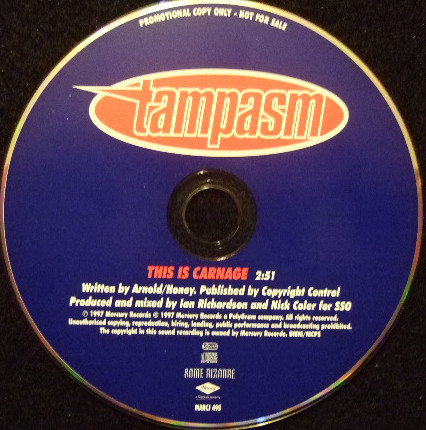 PROMOTIONAL COPY ONLY • NOT FOR SALE
tampasm
THIS IS CARNAGE 2:51
Written by Arnold/Honey. Published by Copyright Control
Produced and mixed by Ian Richardson and Nick Coler for SSO
℗ 1997 Mercury Records © 1997 Mercury Records a PolyGram company. All rights reserved.
Unauthorized copying, reproduction, hiring, lending, public performance and broadcasting prohibited.
The copyright in this sound recording is owned by Mercury Records. BIEM/MCPS
SOME BIZARRE
MARCJ 495